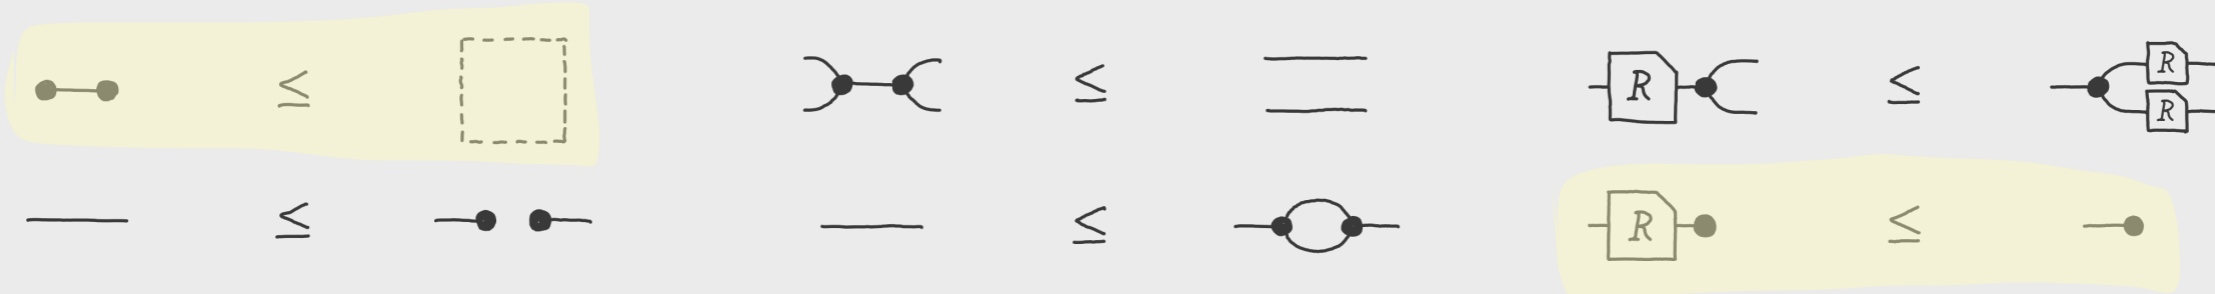 ≤ ≤ R ≤ R
R
≤ ≤ R ≤